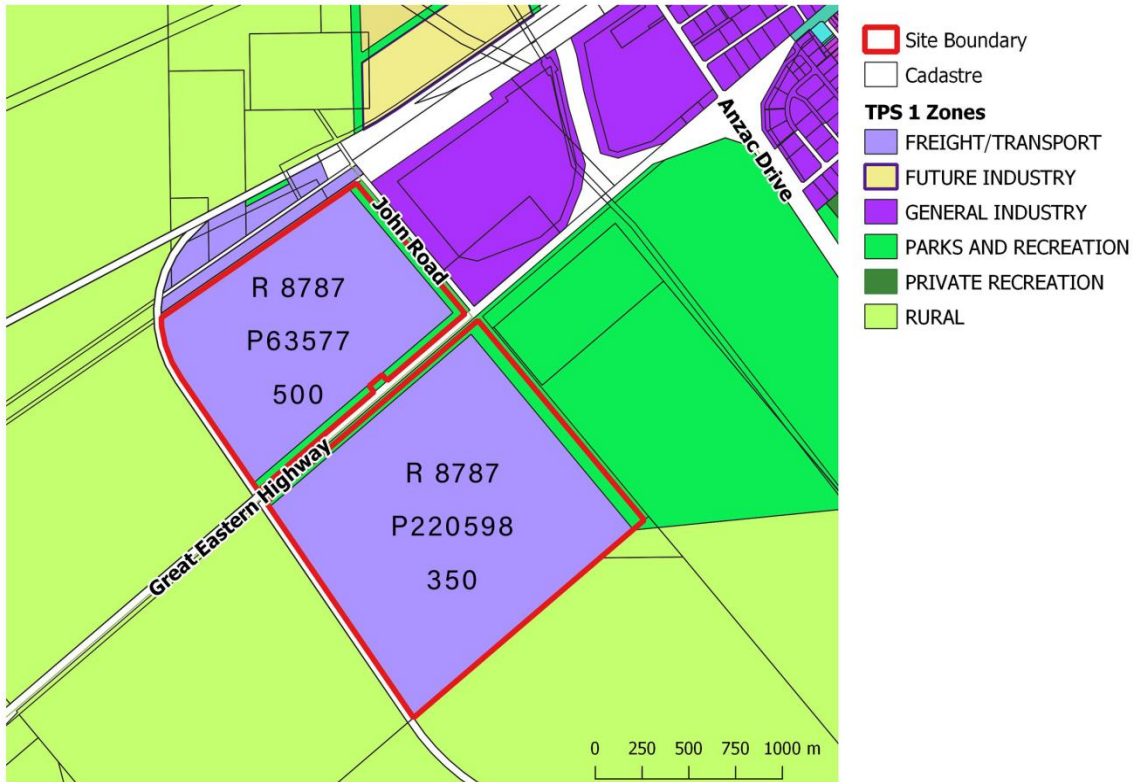 Site Boundary
Cadastre
TPS 1 Zones
FREIGHT/TRANSPORT
FUTURE INDUSTRY
GENERAL INDUSTRY
PARKS AND RECREATION
PRIVATE RECREATION
RURAL
Anzac Drive
John Road
R 8787
P63577
500
Great Eastern Highway
R 8787
P220598
350
0 250 500 750 1000 m